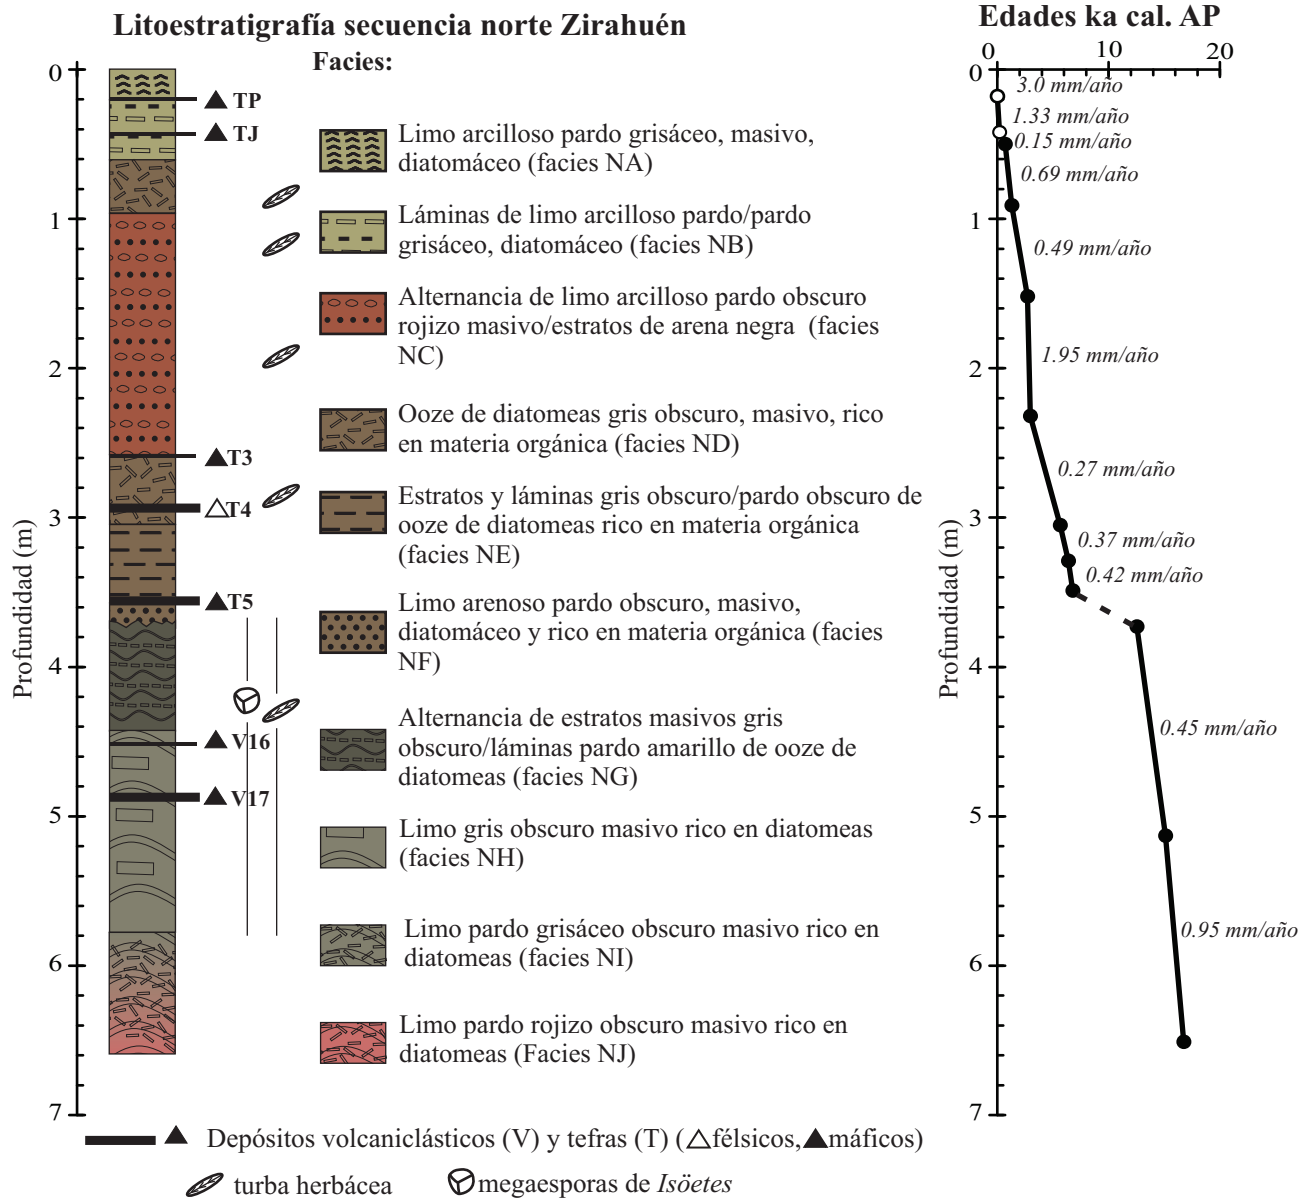 Litoestratigrafía secuencia norte Zirahuén
Facies:
0
1
2
3
4
5
6
7
Profundidad (m)
TP
TJ
T3
T4
T5
V16
V17
Limo arcilloso pardo grisáceo, masivo,
diatomáceo (facies NA)
Láminas de limo arcilloso pardo/pardo
grisáceo, diatomáceo (facies NB)
Alternancia de limo arcilloso pardo obscuro
rojizo masivo/estratos de arena negra (facies
NC)
Ooze de diatomeas gris obscuro, masivo, rico
en materia orgánica (facies ND)
Estratos y láminas gris obscuro/pardo obscuro de
ooze de diatomeas rico en materia orgánica
(facies NE)
Limo arenoso pardo obscuro, masivo,
diatomáceo y rico en materia orgánica (facies
NF)
Alternancia de estratos masivos gris
obscuro/láminas pardo amarillo de ooze de
diatomeas (facies NG)
Limo gris obscuro masivo rico en diatomeas
(facies NH)
Limo pardo grisáceo obscuro masivo rico en
diatomeas (facies NI)
Limo pardo rojizo obscuro masivo rico en
diatomeas (Facies NJ)
Edades ka cal. AP
0 10 20
0
1
2
3
4
5
6
7
Profundidad (m)
3.0 mm/año
1.33 mm/año
0.15 mm/año
0.69 mm/año
0.49 mm/año
1.95 mm/año
0.27 mm/año
0.37 mm/año
0.42 mm/año
0.45 mm/año
0.95 mm/año
Depósitos volcaniclásticos (V) y tefras (T) (△félsicos,▲máficos)
turba herbácea
megaesporas de Isöetes